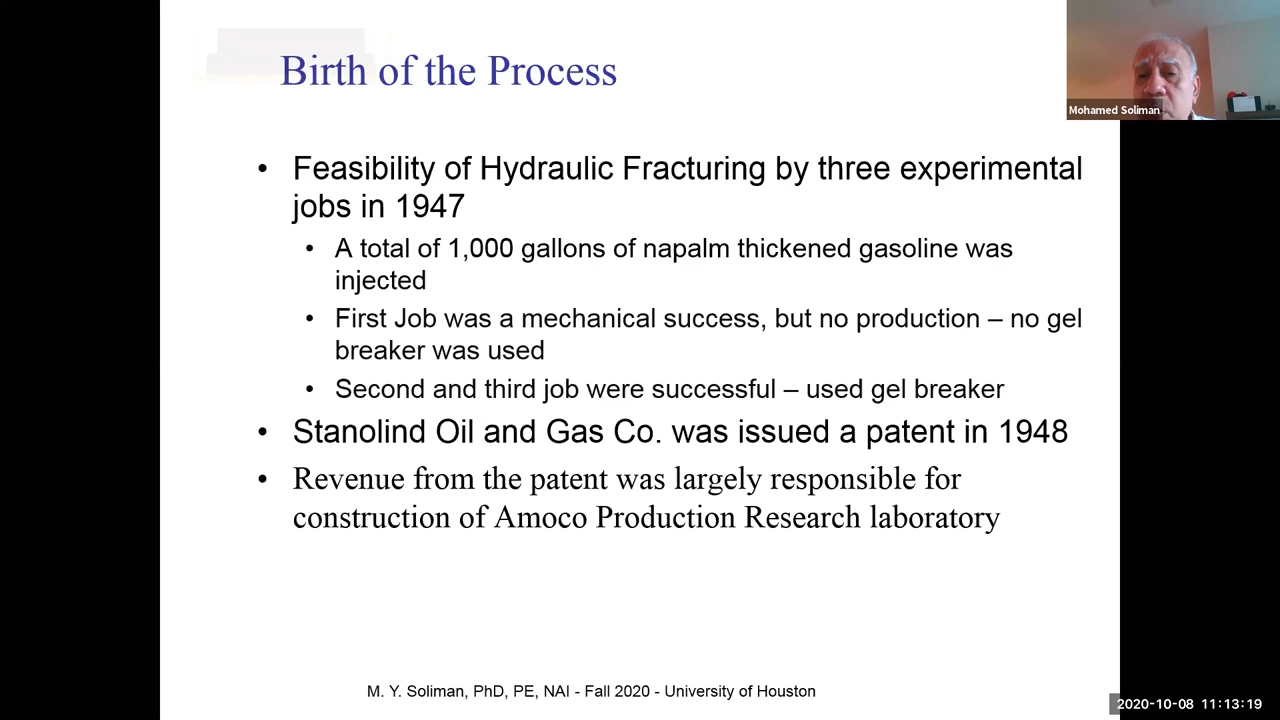 Birth of the Process
Mohamed Soliman
• Feasibility of Hydraulic Fracturing by three experimental
jobs in 1947
• A total of 1,000 gallons of napalm thickened gasoline was
injected
• First Job was a mechanical success, but no production – no gel
breaker was used
• Second and third job were successful – used gel breaker
• Stanolind Oil and Gas Co. was issued a patent in 1948
• Revenue from the patent was largely responsible for
construction of Amoco Production Research laboratory
M. Y. Soliman, PhD, PE, NAI - Fall 2020 - University of Houston
2020-10-08 11:13:19